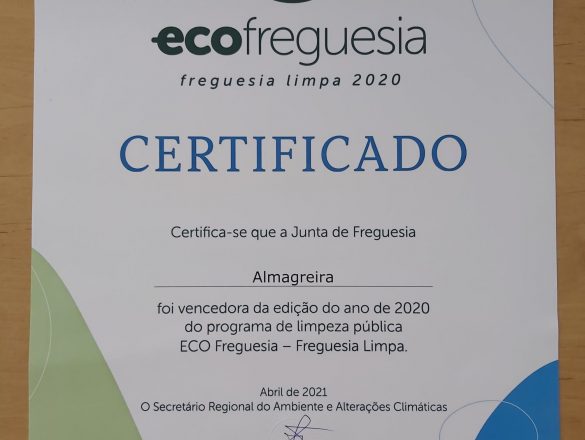 ecofreguesia
freguesia limpa 2020
CERTIFICADO
Certifica-se que a Junta de Freguesia
Almagreira
foi vencedora da edição do ano de 2020
do programa de limpeza pública
ECO Freguesia – Freguesia Limpa.
Abril de 2021
O Secretário Regional do Ambiente e Alterações Climáticas